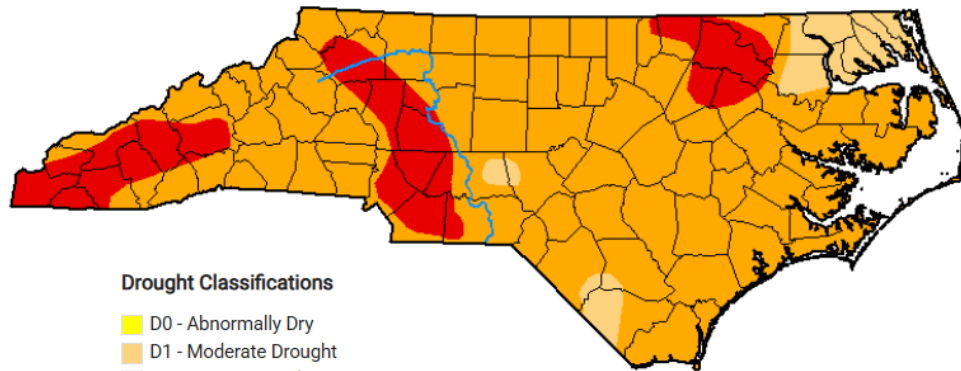 Drought Classifications
D0 - Abnormally Dry
D1 - Moderate Drought